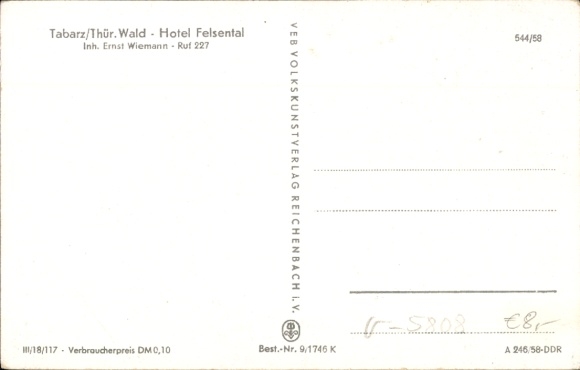 Tabarz/Thür. Wald - Hotel Felsental
Inh. Ernst Wiemann - Ruf 227
544/58
VEB VOLKSKUNSTVERLAG REICHENBACH I. V.
5808 €8,-
III/18/117 - Verbraucherpreis DM 0,10
Best.-Nr. 9/1746 K
A 246/58-DDR